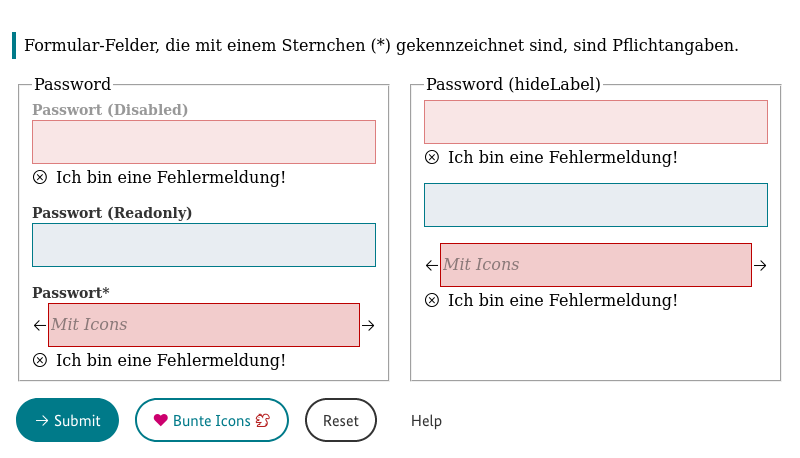 Formular-Felder, die mit einem Sternchen (*) gekennzeichnet sind, sind Pflichtangaben.
Password
Passwort (Disabled)
Ich bin eine Fehlermeldung!
Passwort (Readonly)
Passwort*
Mit Icons
Ich bin eine Fehlermeldung!
Password (hideLabel)
Ich bin eine Fehlermeldung!
Mit Icons
Ich bin eine Fehlermeldung!
Submit
Bunte Icons
Reset
Help